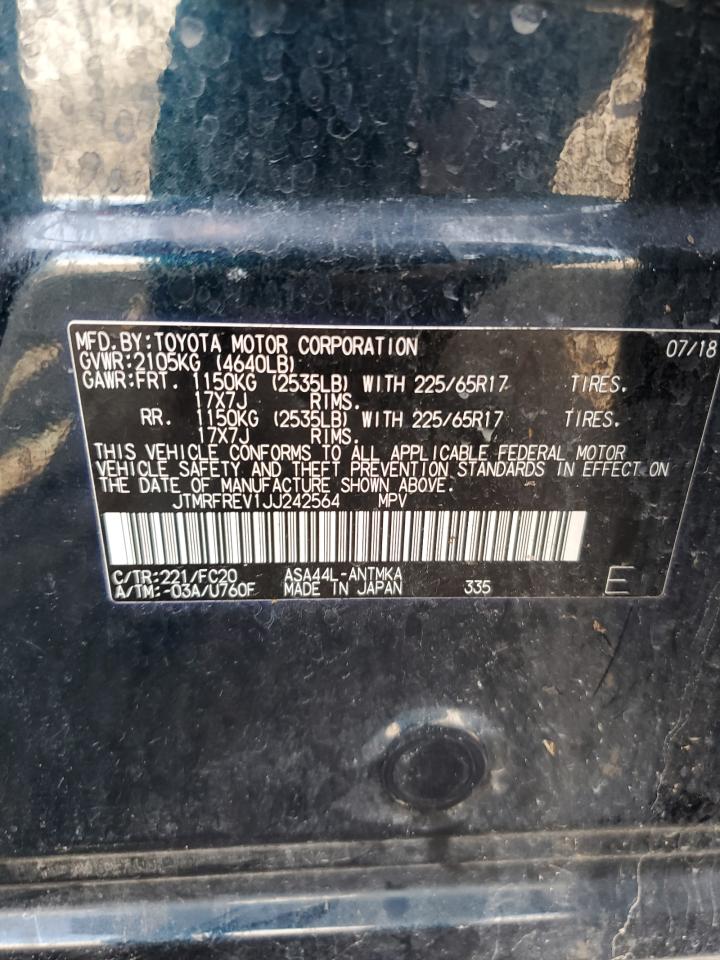 MFD.BY:TOYOTA MOTOR CORPORATION 07/18
GVWR:2105KG (4640LB)
GAWR:FRT. 1150KG (2535LB) WITH 225/65R17 TIRES.
17X7J RIMS.
RR. 1150KG (2535LB) WITH 225/65R17 TIRES.
17X7J RIMS.
THIS VEHICLE CONFORMS TO ALL APPLICABLE FEDERAL MOTOR
VEHICLE SAFETY AND THEFT PREVENTION STANDARDS IN EFFECT ON
THE DATE OF MANUFACTURE SHOWN ABOVE.
JTMRFREV1JJ242564 MPV
C/TR:221/FC20 ASA44L-ANTMKA
A/TM:-03A/U760F MADE IN JAPAN 335 E